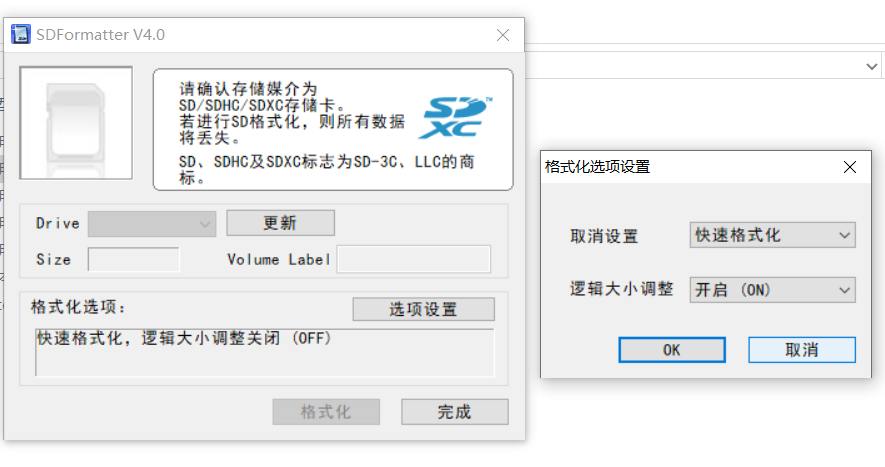 SDFormatter V4.0
请确认存储媒介为
SD/SDHC/SDXC存储卡。
若进行SD格式化，则所有数据
将丢失。
SD、SDHC及SDXC标志为SD-3C、LLC的商
标。
SD
XC
TM
Drive
更新
Size
Volume Label
格式化选项：
选项设置
快速格式化，逻辑大小调整关闭 (OFF)
格式化
完成
格式化选项设置
取消设置
快速格式化
逻辑大小调整
开启 (ON)
OK
取消